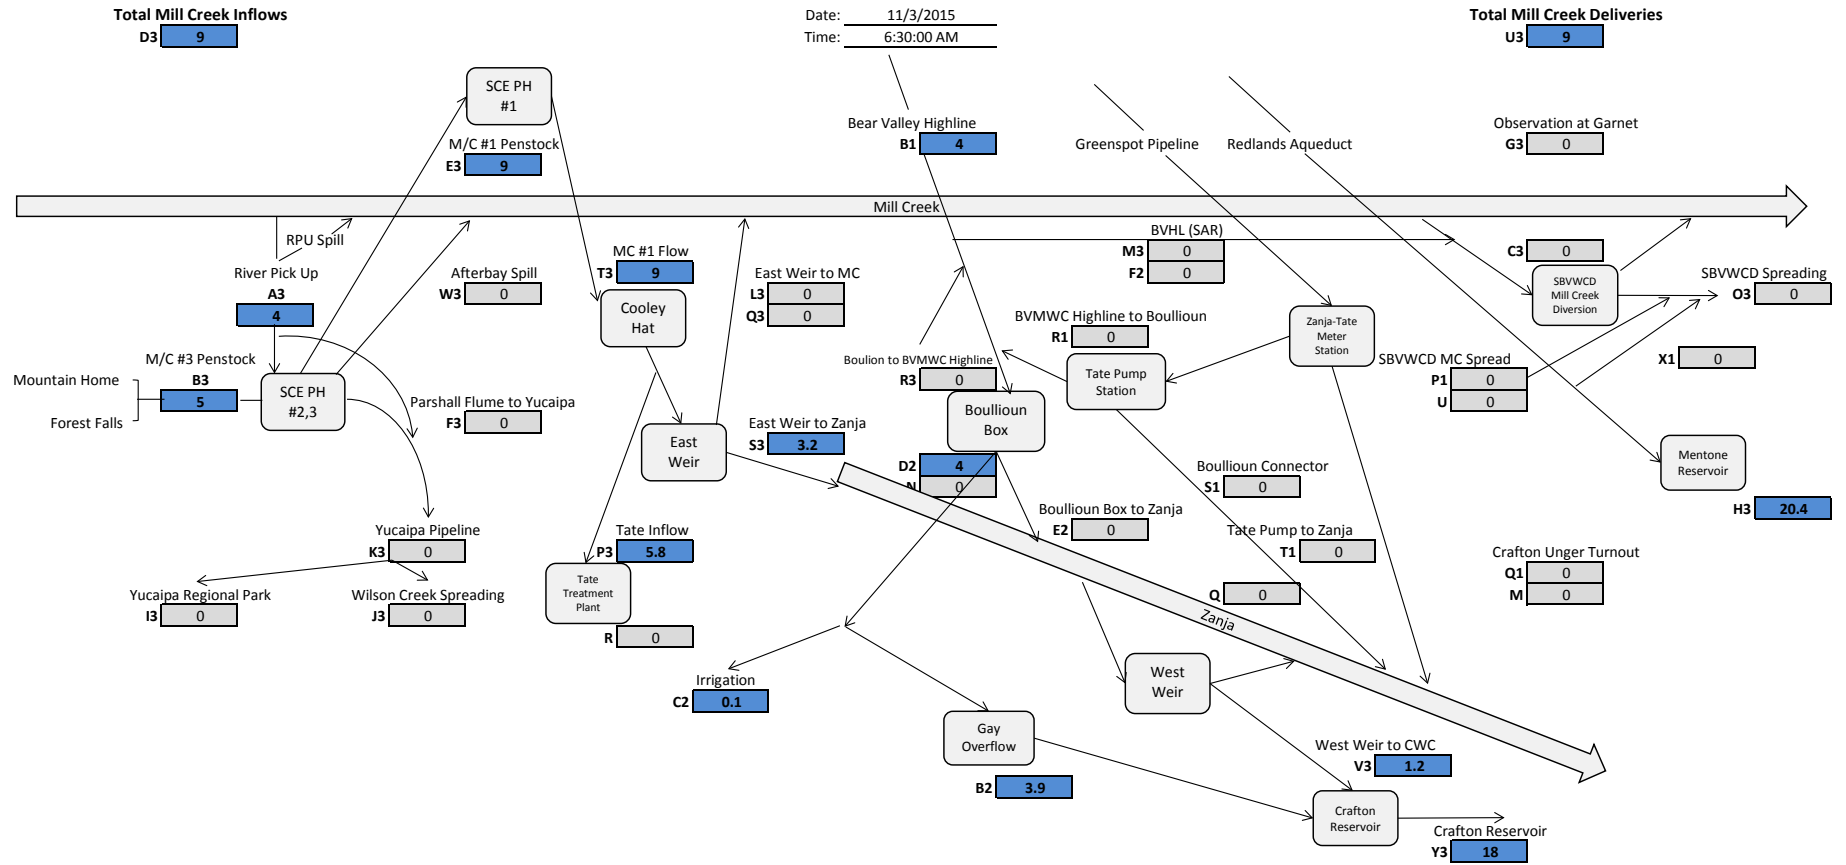 Total Mill Creek Inflows
D3 9
Date: 11/3/2015
Time: 6:30:00 AM
Total Mill Creek Deliveries
U3 9
SCE PH
#1
M/C #1 Penstock
E3 9
Bear Valley Highline
B1 4
Greenspot Pipeline
Redlands Aqueduct
Observation at Garnet
G3 0
Mill Creek
RPU Spill
River Pick Up
A3
4
Afterbay Spill
W3 0
MC #1 Flow
T3 9
Cooley
Hat
East Weir to MC
L3 0
Q3 0
BVHL (SAR)
M3 0
F2 0
C3 0
SBVWCD
Mill Creek
Diversion
SBVWCD Spreading
O3 0
BVMWC Highline to Boullioun
R1 0
Zanja-Tate
Meter
Station
M/C #3 Penstock
B3
5
Mountain Home
Forest Falls
SCE PH
#2,3
Boulion to BVMWC Highline
R3 0
Tate Pump
Station
SBVWCD MC Spread
P1 0
U 0
X1 0
Parshall Flume to Yucaipa
F3 0
Boullioun
Box
East
Weir
East Weir to Zanja
S3 3.2
D2 4
N 0
Boullioun Connector
S1 0
Mentone
Reservoir
H3 20.4
Boullioun Box to Zanja
E2 0
Yucaipa Pipeline
K3 0
Tate Inflow
P3 5.8
Tate Pump to Zanja
T1 0
Crafton Unger Turnout
Q1 0
M 0
Tate
Treatment
Plant
R 0
Yucaipa Regional Park
I3 0
Wilson Creek Spreading
J3 0
Q 0
Zanja
Irrigation
C2 0.1
West
Weir
Gay
Overflow
B2 3.9
West Weir to CWC
V3 1.2
Crafton
Reservoir
Crafton Reservoir
Y3 18